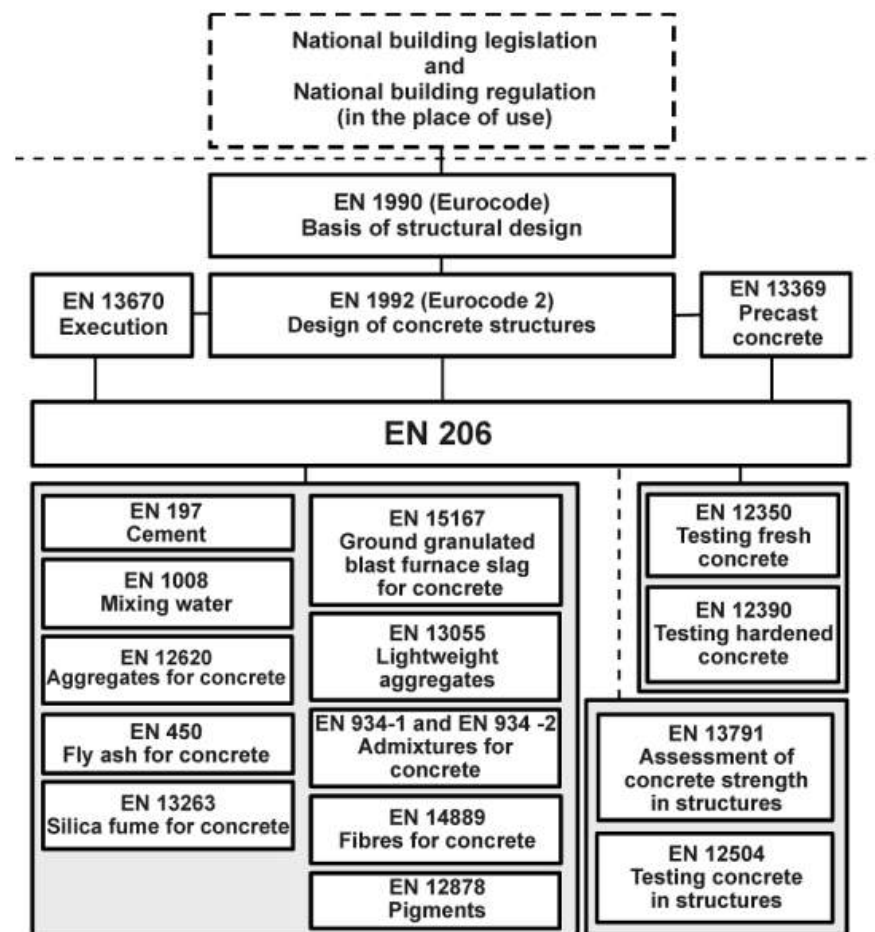 National building legislation
and
National building regulation
(in the place of use)
EN 1990 (Eurocode)
Basis of structural design
EN 13670
Execution
EN 1992 (Eurocode 2)
Design of concrete structures
EN 13369
Precast
concrete
EN 206
EN 197
Cement
EN 1008
Mixing water
EN 12620
Aggregates for concrete
EN 450
Fly ash for concrete
EN 13263
Silica fume for concrete
EN 15167
Ground granulated
blast furnace slag
for concrete
EN 13055
Lightweight
aggregates
EN 934-1 and EN 934 -2
Admixtures for
concrete
EN 14889
Fibres for concrete
EN 12878
Pigments
EN 12350
Testing fresh
concrete
EN 12390
Testing hardened
concrete
EN 13791
Assessment of
concrete strength
in structures
EN 12504
Testing concrete
in structures